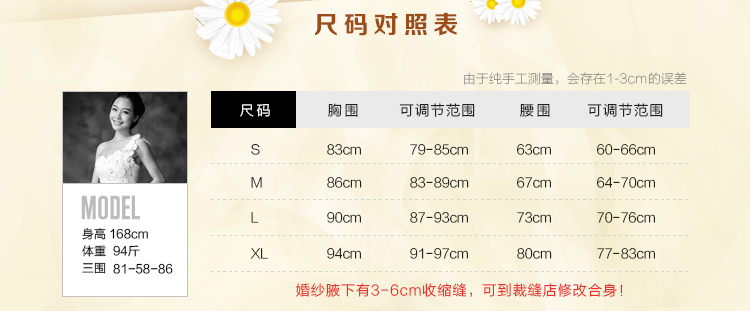 尺码对照表
由于纯手工测量，会存在1-3cm的误差
尺码 胸围 可调节范围 腰围 可调节范围
S 83cm 79-85cm 63cm 60-66cm
M 86cm 83-89cm 67cm 64-70cm
L 90cm 87-93cm 73cm 70-76cm
XL 94cm 91-97cm 80cm 77-83cm
MODEL
身高 168cm
体重 94斤
三围 81-58-86
婚纱腋下有3-6cm收缩缝，可到裁缝店修改合身！